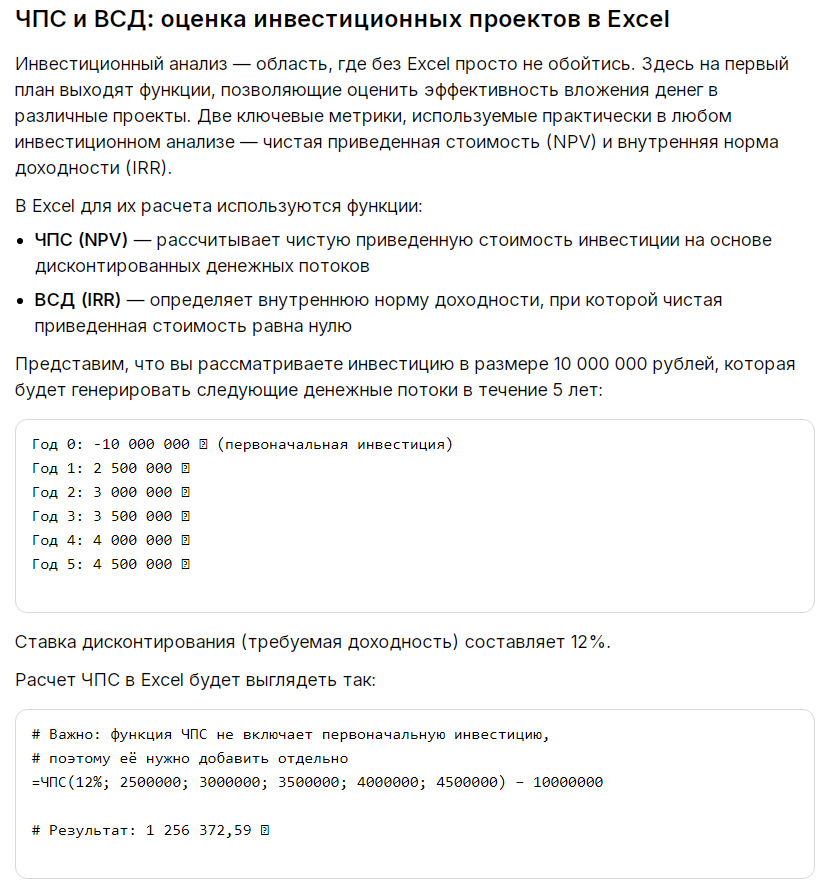 ЧПС и ВСД: оценка инвестиционных проектов в Excel
Инвестиционный анализ — область, где без Excel просто не обойтись. Здесь на первый
план выходят функции, позволяющие оценить эффективность вложения денег в
различные проекты. Две ключевые метрики, используемые практически в любом
инвестиционном анализе — чистая приведенная стоимость (NPV) и внутренняя норма
доходности (IRR).
В Excel для их расчета используются функции:
• ЧПС (NPV) — рассчитывает чистую приведенную стоимость инвестиции на основе
дисконтированных денежных потоков
• ВСД (IRR) — определяет внутреннюю норму доходности, при которой чистая
приведенная стоимость равна нулю
Представим, что вы рассматриваете инвестицию в размере 10 000 000 рублей, которая
будет генерировать следующие денежные потоки в течение 5 лет:
Год 0: -10 000 000 (первоначальная инвестиция)
Год 1: 2 500 000
Год 2: 3 000 000
Год 3: 3 500 000
Год 4: 4 000 000
Год 5: 4 500 000
Ставка дисконтирования (требуемая доходность) составляет 12%.
Расчет ЧПС в Excel будет выглядеть так:
# Важно: функция ЧПС не включает первоначальную инвестицию,
# поэтому её нужно добавить отдельно
=ЧПС(12%; 2500000; 3000000; 3500000; 4000000; 4500000) – 10000000
# Результат: 1 256 372,59